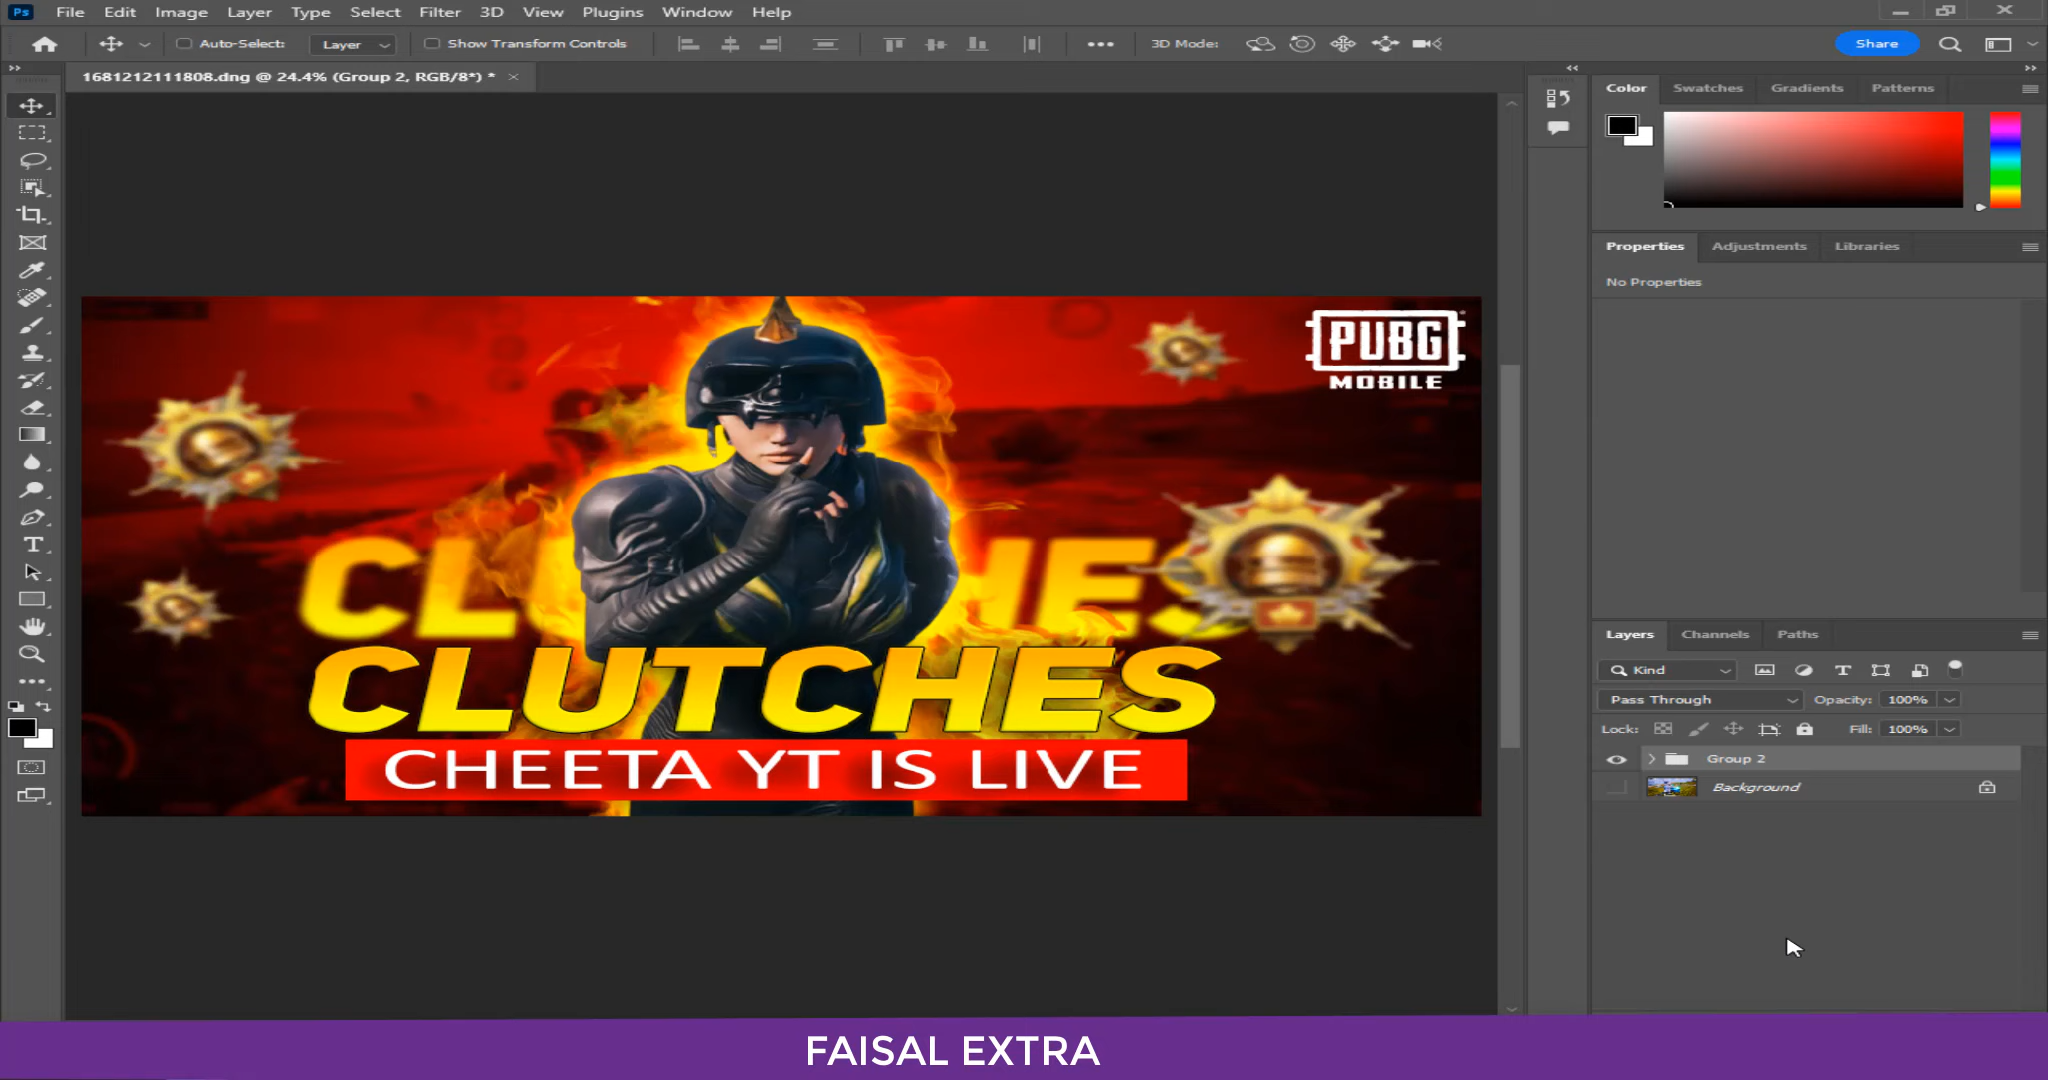 Ps File Edit Image Layer Type Select Filter 3D View Plugins Window Help
Auto-Select: Layer Show Transform Controls 3D Mode: Share
1681212111808.dng @ 24.4% (Group 2, RGB/8*) *
Color Swatches Gradients Patterns
Properties Adjustments Libraries
No Properties
PUBG
MOBILE
CLUTCHES
CLUTCHES
CHEETA YT IS LIVE
Layers Channels Paths
Kind
Pass Through Opacity: 100%
Lock: Fill: 100%
Group 2
Background
FAISAL EXTRA